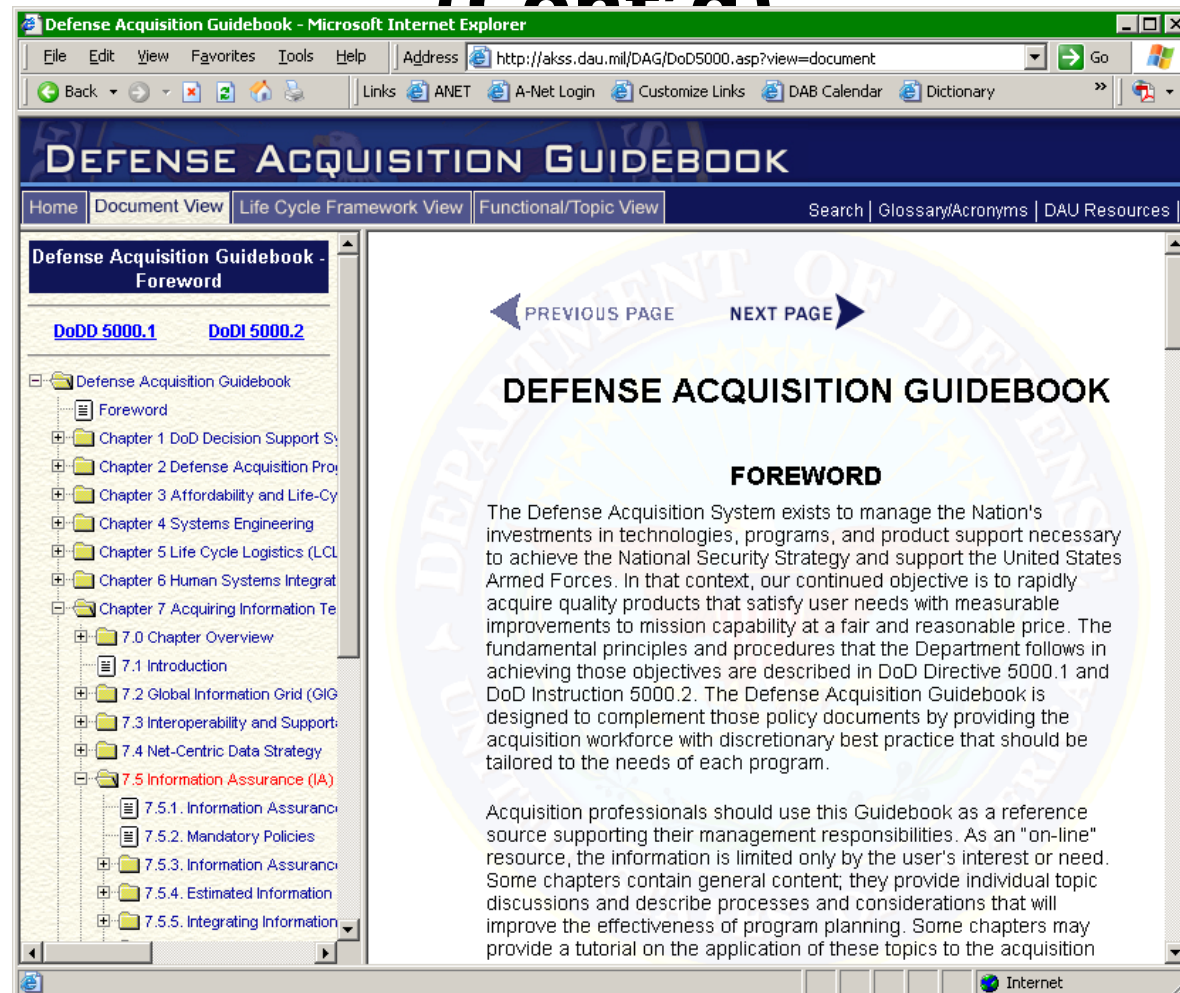 (Cont'd)
Defense Acquisition Guidebook - Microsoft Internet Explorer
File Edit View Favorites Tools Help Address http://akss.dau.mil/DAG/DoD5000.asp?view=document Go
Back Links ANET A-Net Login Customize Links DAB Calendar Dictionary »
DEFENSE ACQUISITION GUIDEBOOK
Home Document View Life Cycle Framework View Functional/Topic View Search | Glossary/Acronyms | DAU Resources |
Defense Acquisition Guidebook -
Foreword
DoDD 5000.1 DoDI 5000.2
Defense Acquisition Guidebook
Foreword
Chapter 1 DoD Decision Support Sy
Chapter 2 Defense Acquisition Prog
Chapter 3 Affordability and Life-Cy
Chapter 4 Systems Engineering
Chapter 5 Life Cycle Logistics (LCL
Chapter 6 Human Systems Integrat
Chapter 7 Acquiring Information Te
7.0 Chapter Overview
7.1 Introduction
7.2 Global Information Grid (GIG
7.3 Interoperability and Supporta
7.4 Net-Centric Data Strategy
7.5 Information Assurance (IA)
7.5.1. Information Assuranc
7.5.2. Mandatory Policies
7.5.3. Information Assuranc
7.5.4. Estimated Information
7.5.5. Integrating Information
PREVIOUS PAGE NEXT PAGE
DEFENSE ACQUISITION GUIDEBOOK
FOREWORD
The Defense Acquisition System exists to manage the Nation's
investments in technologies, programs, and product support necessary
to achieve the National Security Strategy and support the United States
Armed Forces. In that context, our continued objective is to rapidly
acquire quality products that satisfy user needs with measurable
improvements to mission capability at a fair and reasonable price. The
fundamental principles and procedures that the Department follows in
achieving those objectives are described in DoD Directive 5000.1 and
DoD Instruction 5000.2. The Defense Acquisition Guidebook is
designed to complement those policy documents by providing the
acquisition workforce with discretionary best practice that should be
tailored to the needs of each program.
Acquisition professionals should use this Guidebook as a reference
source supporting their management responsibilities. As an "on-line"
resource, the information is limited only by the user's interest or need.
Some chapters contain general content; they provide individual topic
discussions and describe processes and considerations that will
improve the effectiveness of program planning. Some chapters may
provide a tutorial on the application of these topics to the acquisition
Internet